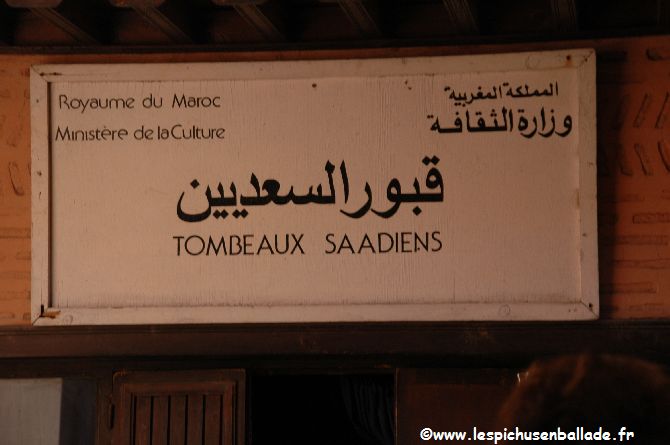 Royaume du Maroc
Ministère de la Culture
المملكة المغربية
وزارة الثقافة
قبور السعديين
TOMBEAUX SAADIENS
©www.lespichusenballade.fr